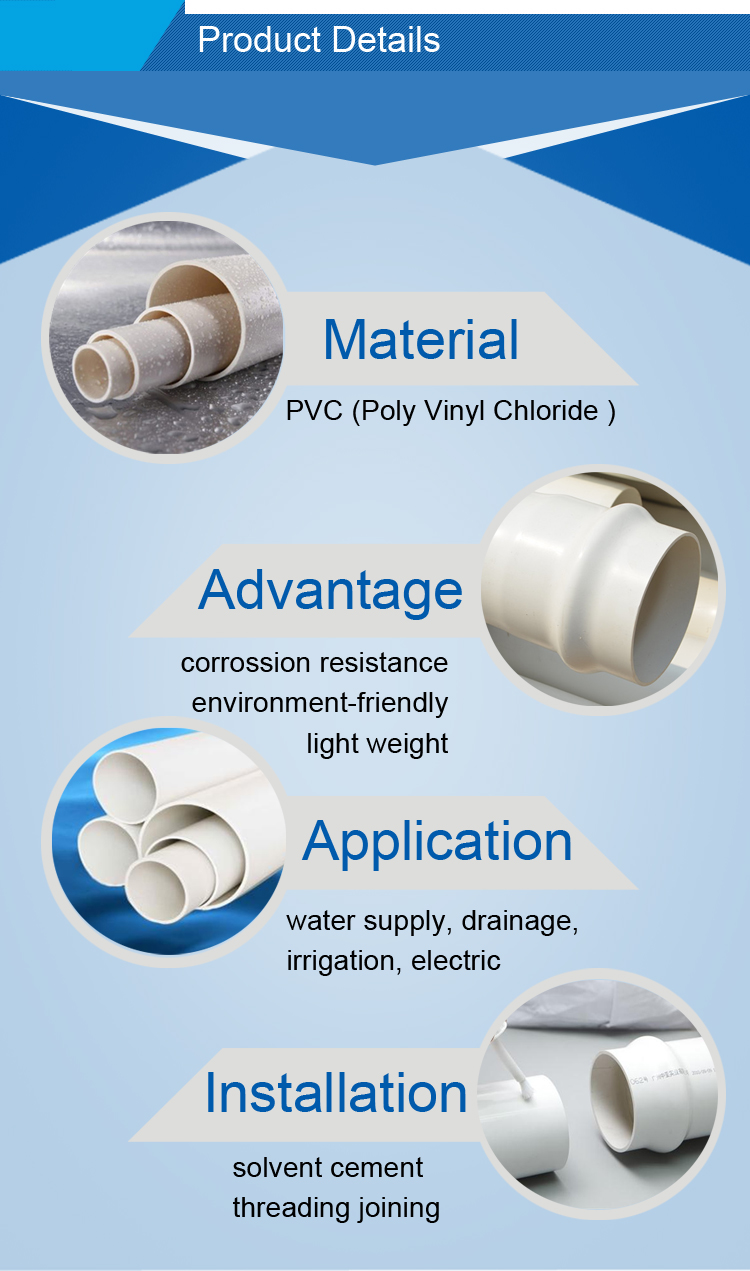 Product Details
Material
PVC (Poly Vinyl Chloride )
Advantage
corrossion resistance
environment-friendly
light weight
Application
water supply, drainage,
irrigation, electric
Installation
solvent cement
threading joining